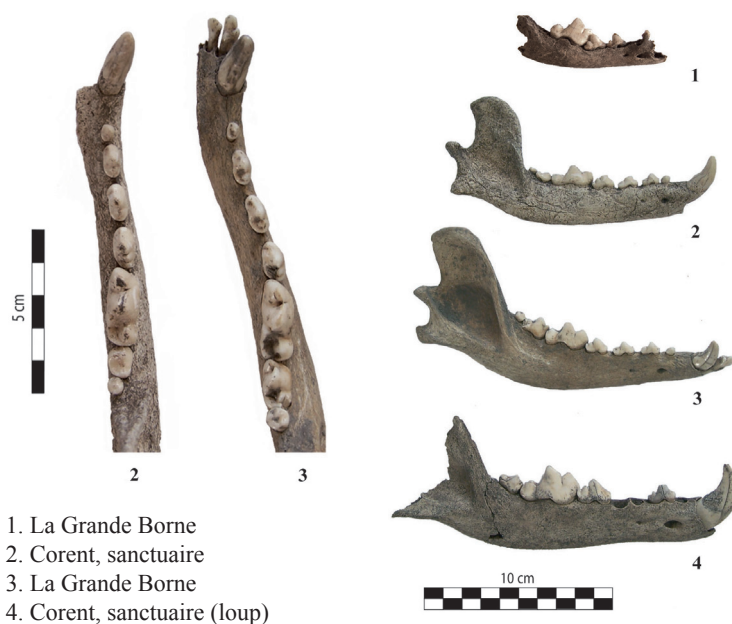 1
2
3
4
5 cm
2
3
10 cm
1. La Grande Borne
2. Corent, sanctuaire
3. La Grande Borne
4. Corent, sanctuaire (loup)